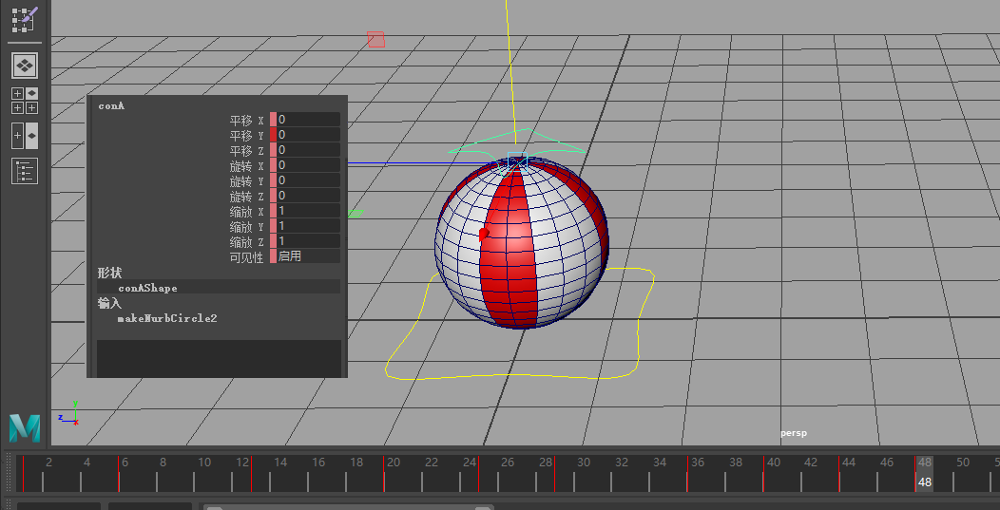 conA
平移 X 0
平移 Y 0
平移 Z 0
旋转 X 0
旋转 Y 0
旋转 Z 0
缩放 X 1
缩放 Y 1
缩放 Z 1
可见性 启用
形状
conAShape
输入
makeNurbCircle2
y
z x
persp
M
2 4 6 8 10 12 14 16 18 20 22 24 26 28 30 32 34 36 38 40 42 44 46 48 50
48